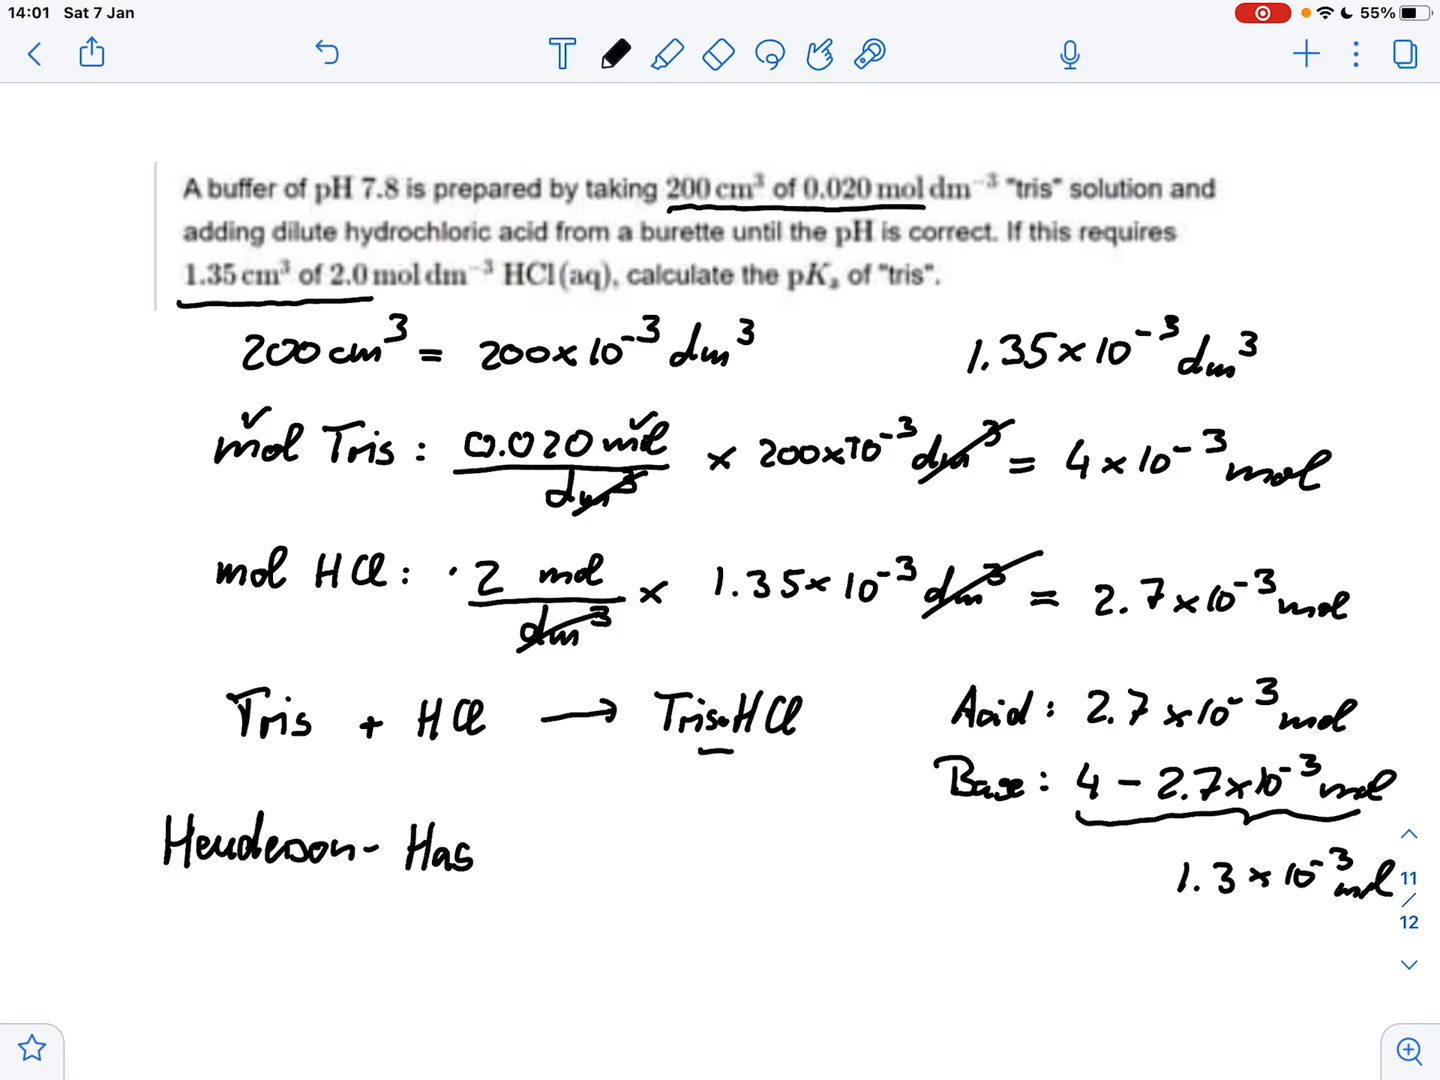 14:01 Sat 7 Jan 55%
A buffer of pH 7.8 is prepared by taking 200 cm³ of 0.020 mol dm⁻³ "tris" solution and
adding dilute hydrochloric acid from a burette until the pH is correct. If this requires
1.35 cm³ of 2.0 mol dm⁻³ HCl(aq), calculate the pKₐ of "tris".
200 cm³ = 200 × 10⁻³ dm³ 1.35 × 10⁻³ dm³
mol Tris : 0.020 mol / dm³ × 200 × 10⁻³ dm³ = 4 × 10⁻³ mol
mol HCl : · 2 mol / dm³ × 1.35 × 10⁻³ dm³ = 2.7 × 10⁻³ mol
Tris + HCl → Tris·HCl Acid : 2.7 × 10⁻³ mol
Base : 4 − 2.7 × 10⁻³ mol
Henderson - Has
1.3 × 10⁻³ mol
11
/
12